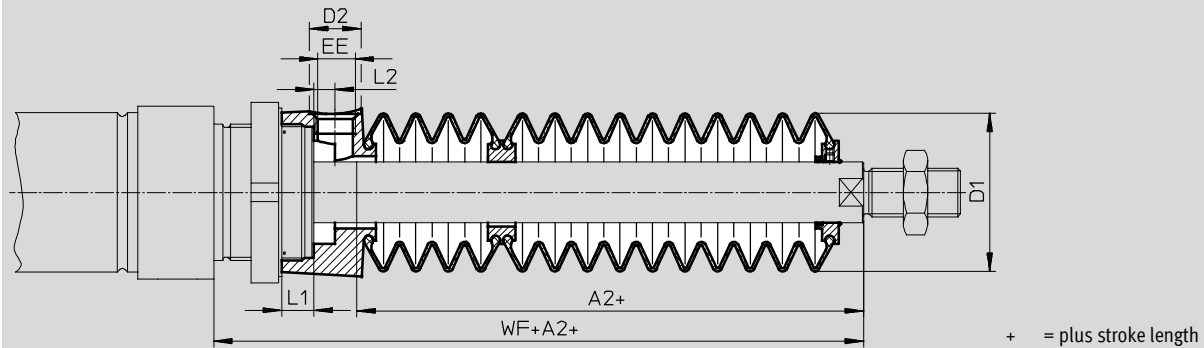 D2
EE
L2
D1
L1
A2+
WF+A2+
+ = plus stroke length